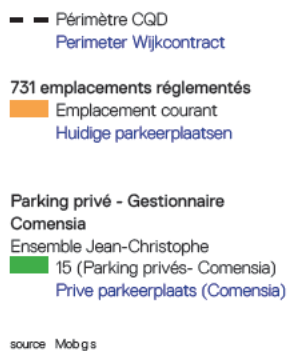 Périmètre CQD
Perimeter Wijkcontract
731 emplacements réglementés
Emplacement courant
Huidige parkeerplaatsen
Parking privé - Gestionnaire
Comensia
Ensemble Jean-Christophe
15 (Parking privés- Comensia)
Prive parkeerplaats (Comensia)
source Mobgs